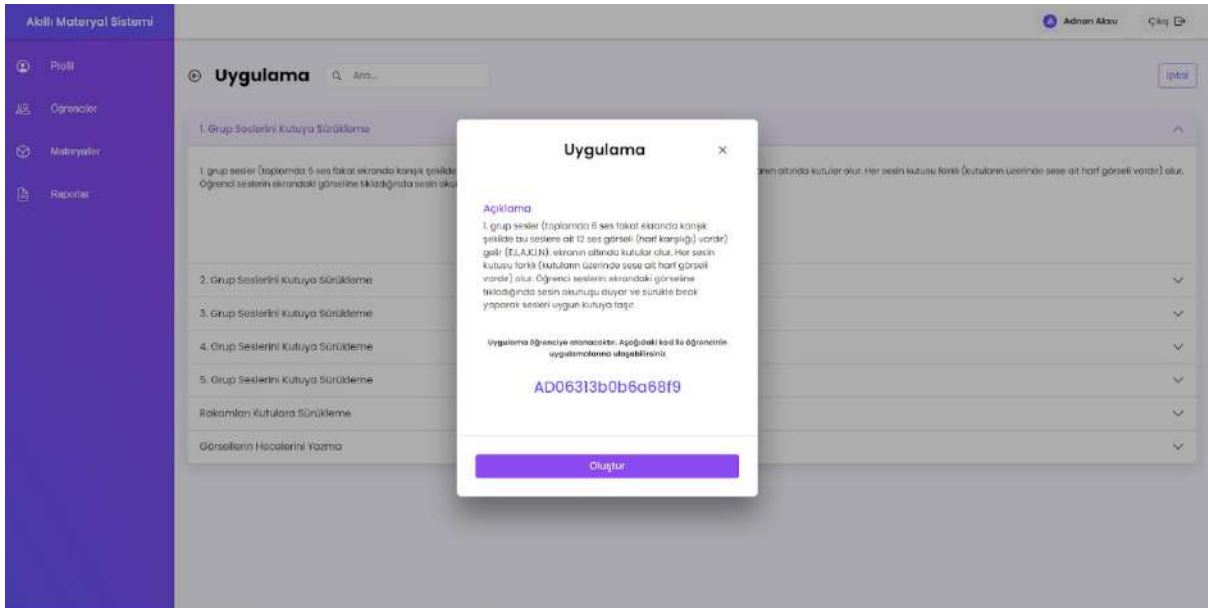 Akıllı Materyal Sistemi
A Adnan Aksu Çıkış
Profil
Uygulama Ara... İptal
Öğrenciler
1. Grup Seslerini Kutuya Sürükleme
Materyaller
Raporlar
1. grup sesler (toplamda 6 ses fakat ekranda karışık şekilde
anın altında kutular olur. Her sesin kutusu farklı (kutuların üzerinde sese ait harf görseli vardır) olur.
Öğrenci seslerin ekrandaki görseline tıkladığında sesin oku
2. Grup Seslerini Kutuya Sürükleme
3. Grup Seslerini Kutuya Sürükleme
4. Grup Seslerini Kutuya Sürükleme
5. Grup Seslerini Kutuya Sürükleme
Rakamları Kutulara Sürükleme
Görsellerin Hecelerini Yazma
Uygulama
Açıklama
1. grup sesler (toplamda 6 ses fakat ekranda karışık
şekilde bu seslere ait 12 ses görseli (harf karşılığı) vardır)
gelir (E,L,A,K,İ,N), ekranın altında kutular olur. Her sesin
kutusu farklı (kutuların üzerinde sese ait harf görseli
vardır) olur. Öğrenci seslerin ekrandaki görseline
tıkladığında sesin okunuşu duyar ve sürükle bırak
yaparak sesleri uygun kutuya taşır.
Uygulama öğrenciye atanacaktır. Aşağıdaki kod ile öğrencinin
uygulamalarına ulaşabilirsiniz.
AD06313b0b6a68f9
Oluştur